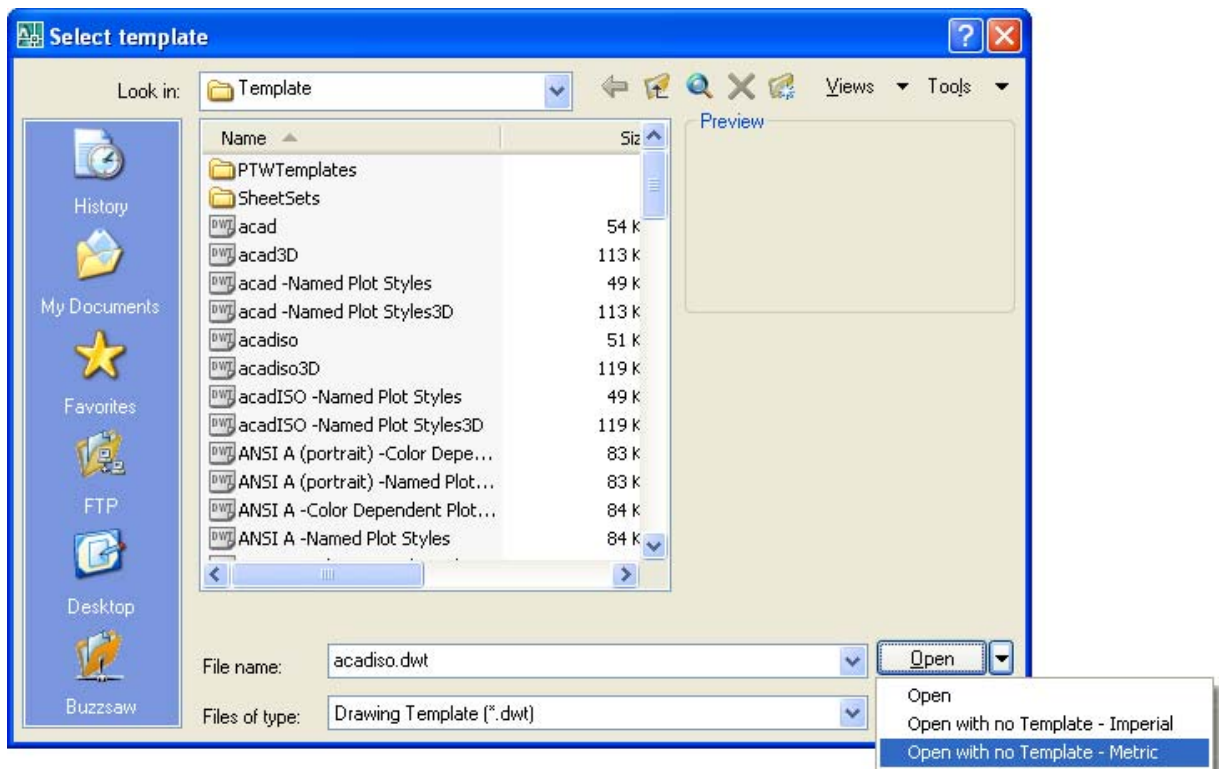 Select template
Look in: Template Views Tools
Name Siz
Preview
PTWTemplates
SheetSets
acad 54 K
acad3D 113 K
acad -Named Plot Styles 49 K
acad -Named Plot Styles3D 113 K
acadiso 51 K
acadiso3D 119 K
acadISO -Named Plot Styles 49 K
acadISO -Named Plot Styles3D 119 K
ANSI A (portrait) -Color Depe... 83 K
ANSI A (portrait) -Named Plot... 83 K
ANSI A -Color Dependent Plot... 84 K
ANSI A -Named Plot Styles 84 K
History
My Documents
Favorites
FTP
Desktop
Buzzsaw
File name: acadiso.dwt Open
Files of type: Drawing Template (*.dwt)
Open
Open with no Template - Imperial
Open with no Template - Metric